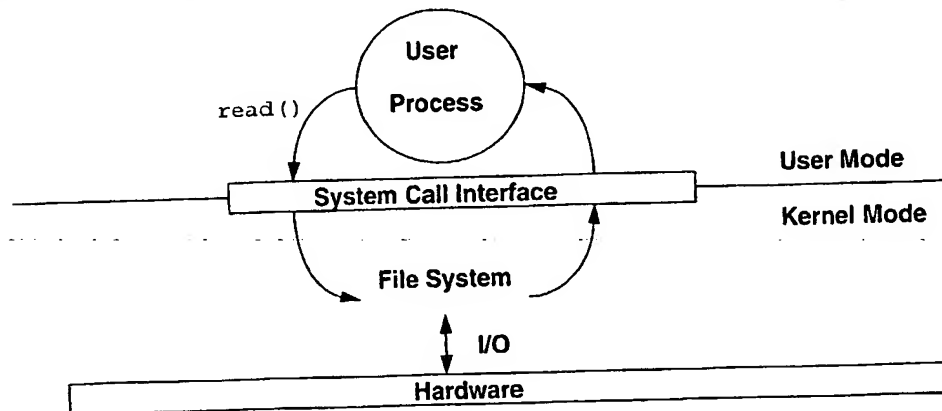 User
Process
read()
User Mode
System Call Interface
Kernel Mode
File System
I/O
Hardware